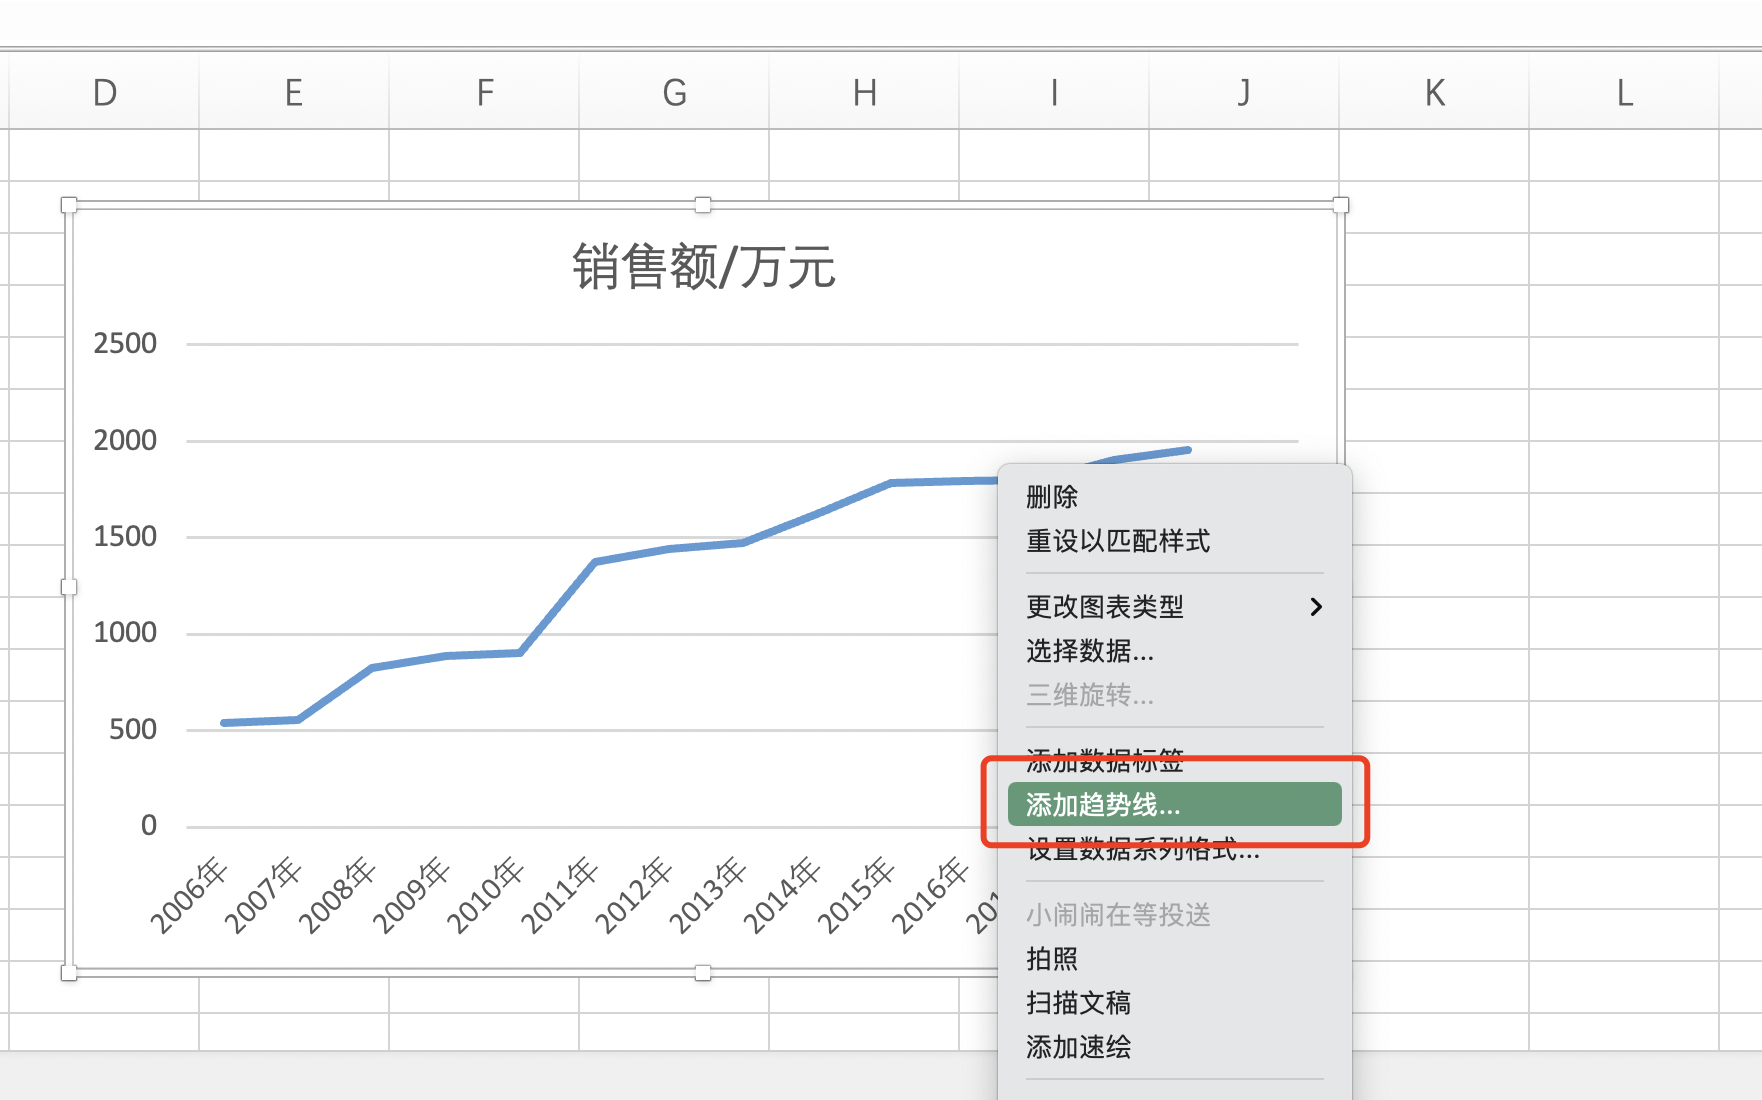 D E F G H I J K L
销售额/万元
2500
2000
1500
1000
500
0
2006年 2007年 2008年 2009年 2010年 2011年 2012年 2013年 2014年 2015年 2016年 201
删除
重设以匹配样式
更改图表类型
选择数据...
三维旋转...
添加数据标签
添加趋势线...
设置数据系列格式...
小闹闹在等投送
拍照
扫描文稿
添加速绘